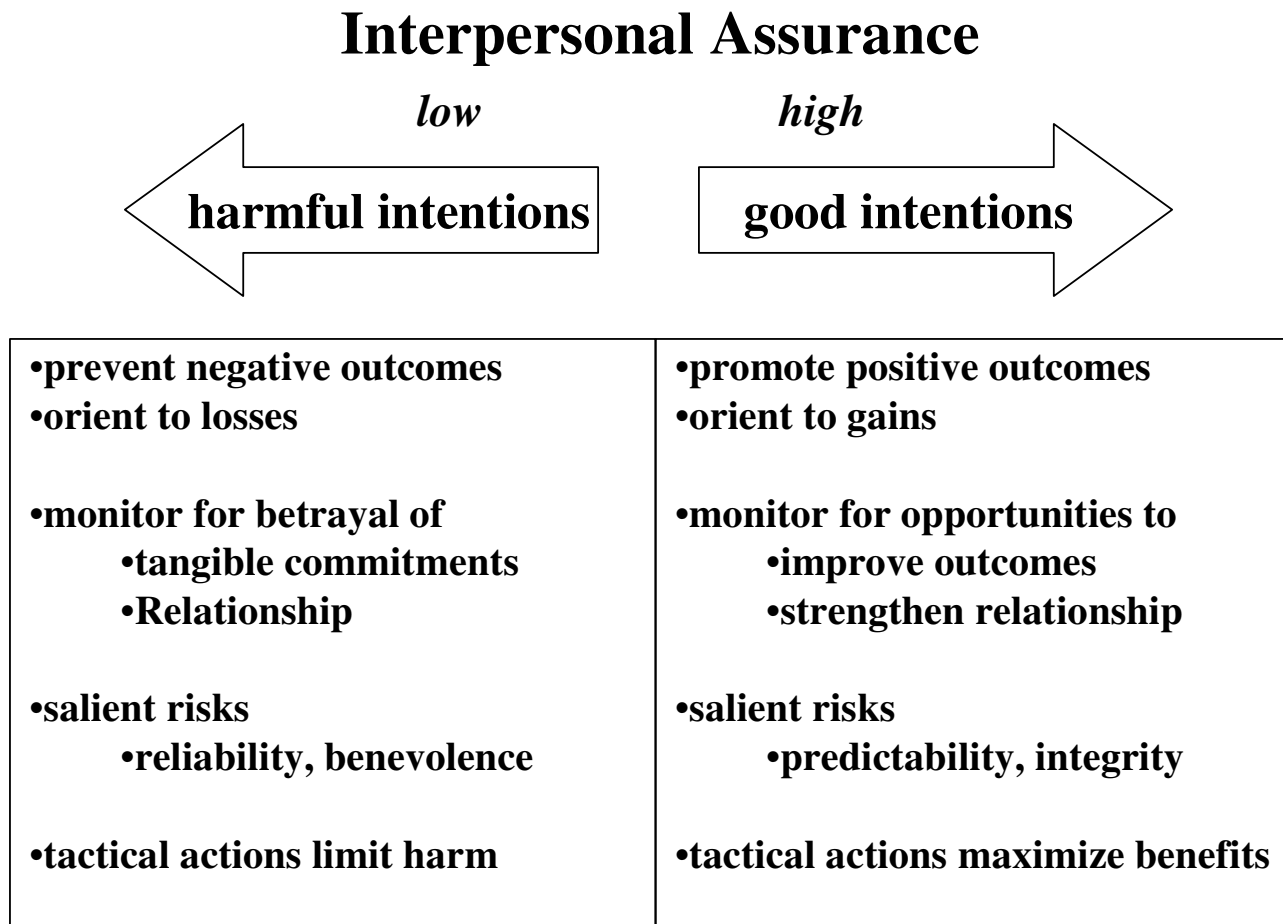 Interpersonal Assurance
low high
harmful intentions good intentions
•prevent negative outcomes
•orient to losses
•monitor for betrayal of
•tangible commitments
•Relationship
•salient risks
•reliability, benevolence
•tactical actions limit harm
•promote positive outcomes
•orient to gains
•monitor for opportunities to
•improve outcomes
•strengthen relationship
•salient risks
•predictability, integrity
•tactical actions maximize benefits